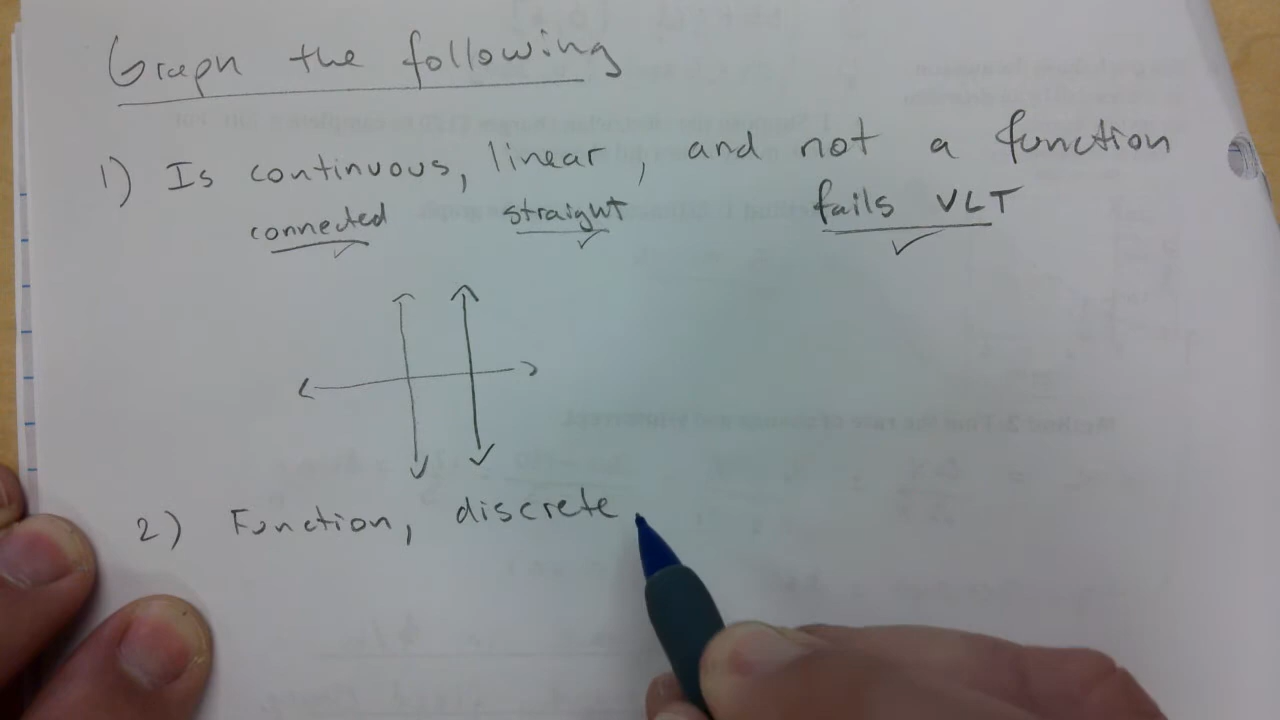 Graph the following
1) Is continuous, linear, and not a function
connected straight fails VLT
2) Function, discrete